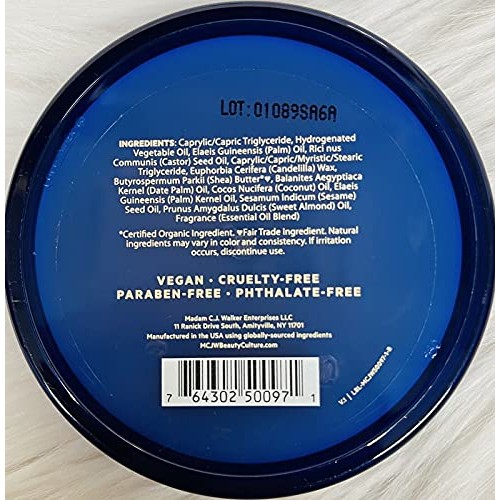 LOT:01089SA6A
INGREDIENTS: Caprylic/Capric Triglyceride, Hydrogenated
Vegetable Oil, Elaeis Guineensis (Palm) Oil, Rici nus
Communis (Castor) Seed Oil, Caprylic/Capric/Myristic/Stearic
Triglyceride, Euphorbia Cerifera (Candelilla) Wax,
Butyrospermum Parkii (Shea) Butter*♥, Balanites Aegyptiaca
Kernel (Date Palm) Oil, Cocos Nucifera (Coconut) Oil, Elaeis
Guineensis (Palm) Kernel Oil, Sesamum Indicum (Sesame)
Seed Oil, Prunus Amygdalus Dulcis (Sweet Almond) Oil,
Fragrance (Essential Oil Blend)
*Certified Organic Ingredient. ♥Fair Trade Ingredient. Natural
ingredients may vary in color and consistency. If irritation
occurs, discontinue use.
VEGAN • CRUELTY-FREE
PARABEN-FREE • PHTHALATE-FREE
Madam C.J. Walker Enterprises LLC
11 Ranick Drive South, Amityville, NY 11701
Manufactured in the USA using globally-sourced ingredients
MCJWBeautyCulture.com
7 64302 50097 1